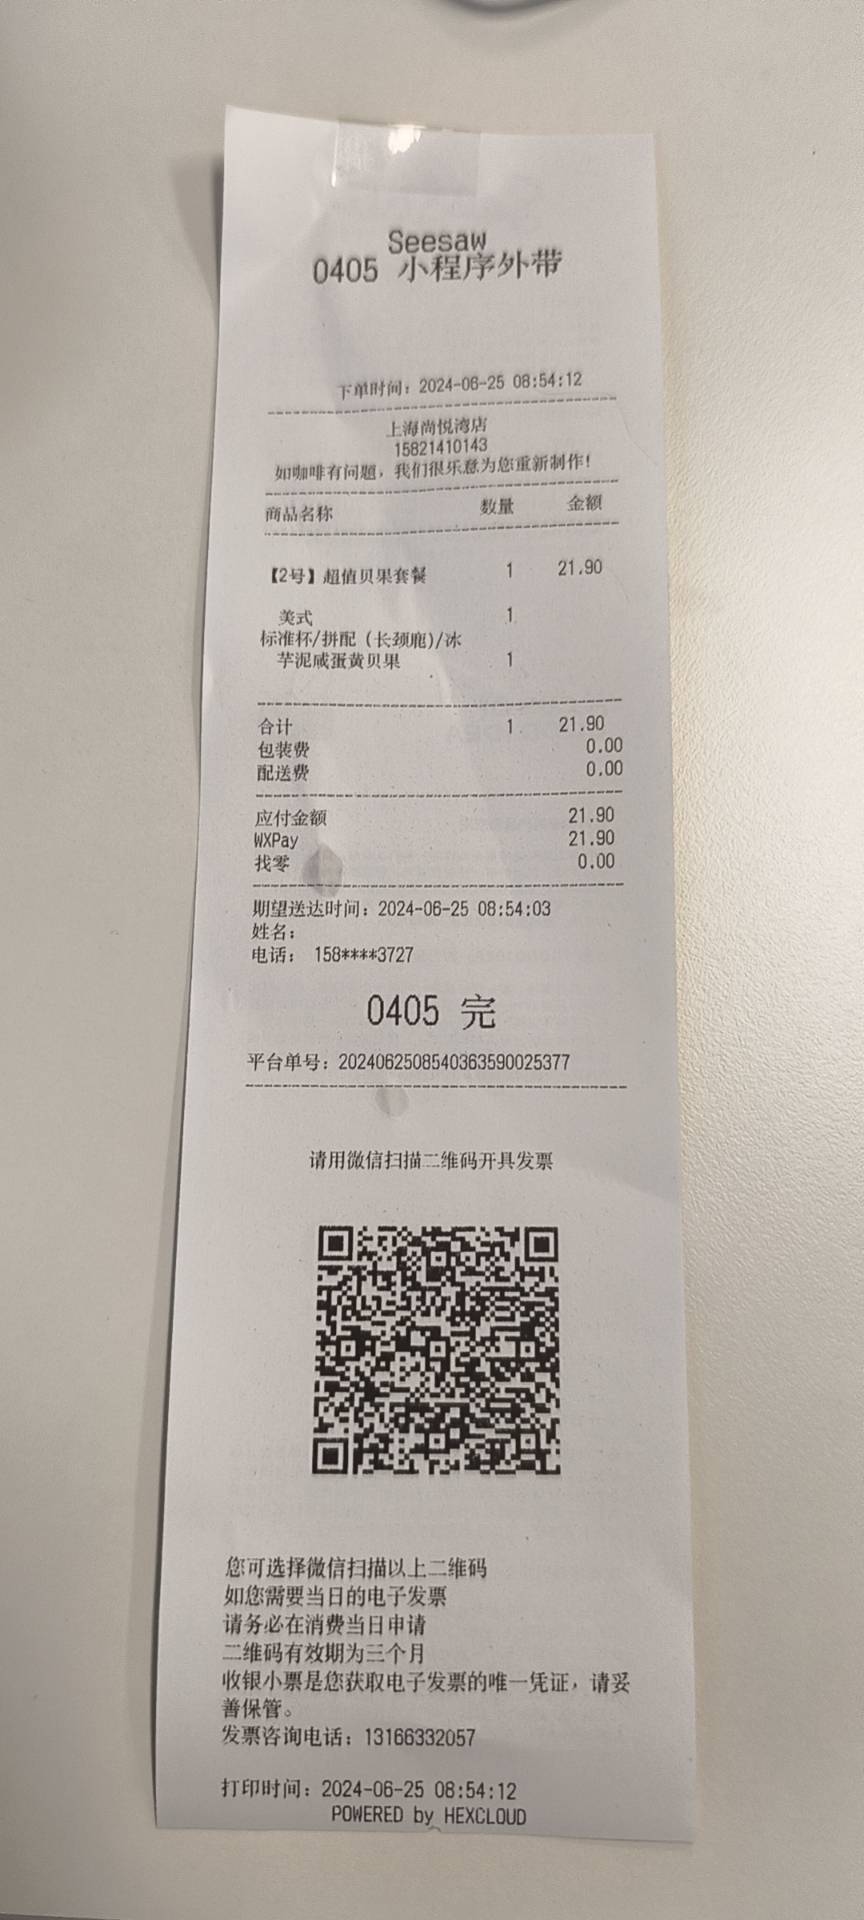 Seesaw
0405 小程序外带
下单时间：2024-06-25 08:54:12
上海尚悦湾店
15821410143
如咖啡有问题，我们很乐意为您重新制作！
商品名称 数量 金额
【2号】超值贝果套餐 1 21.90
美式 1
标准杯/拼配（长颈鹿)/冰
芋泥咸蛋黄贝果 1
合计 1 21.90
包装费 0.00
配送费 0.00
应付金额 21.90
WXPay 21.90
找零 0.00
期望送达时间：2024-06-25 08:54:03
姓名：
电话： 158****3727
0405 完
平台单号：2024062508540363590025377
请用微信扫描二维码开具发票
您可选择微信扫描以上二维码
如您需要当日的电子发票
请务必在消费当日申请
二维码有效期为三个月
收银小票是您获取电子发票的唯一凭证，请妥
善保管。
发票咨询电话：13166332057
打印时间：2024-06-25 08:54:12
POWERED by HEXCLOUD